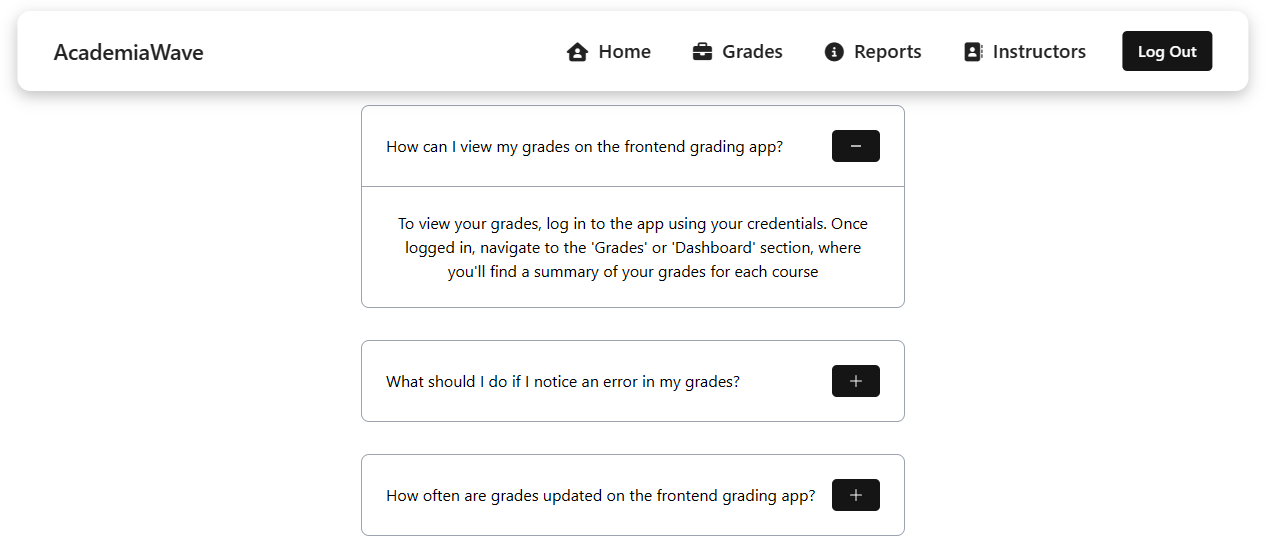 AcademiaWave
Home
Grades
Reports
Instructors
Log Out
How can I view my grades on the frontend grading app?
To view your grades, log in to the app using your credentials. Once
logged in, navigate to the 'Grades' or 'Dashboard' section, where
you'll find a summary of your grades for each course
What should I do if I notice an error in my grades?
How often are grades updated on the frontend grading app?